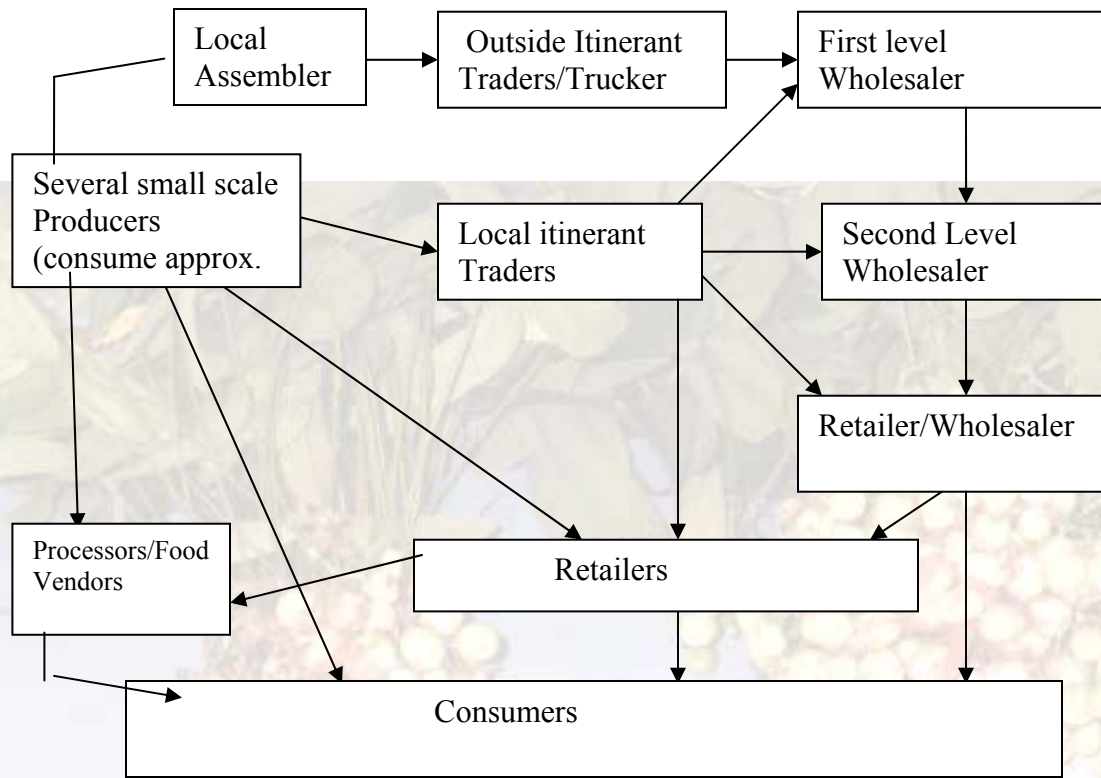 Local
Assembler
Outside Itinerant
Traders/Trucker
First level
Wholesaler
Several small scale
Producers
(consume approx.
Local itinerant
Traders
Second Level
Wholesaler
Retailer/Wholesaler
Processors/Food
Vendors
Retailers
Consumers